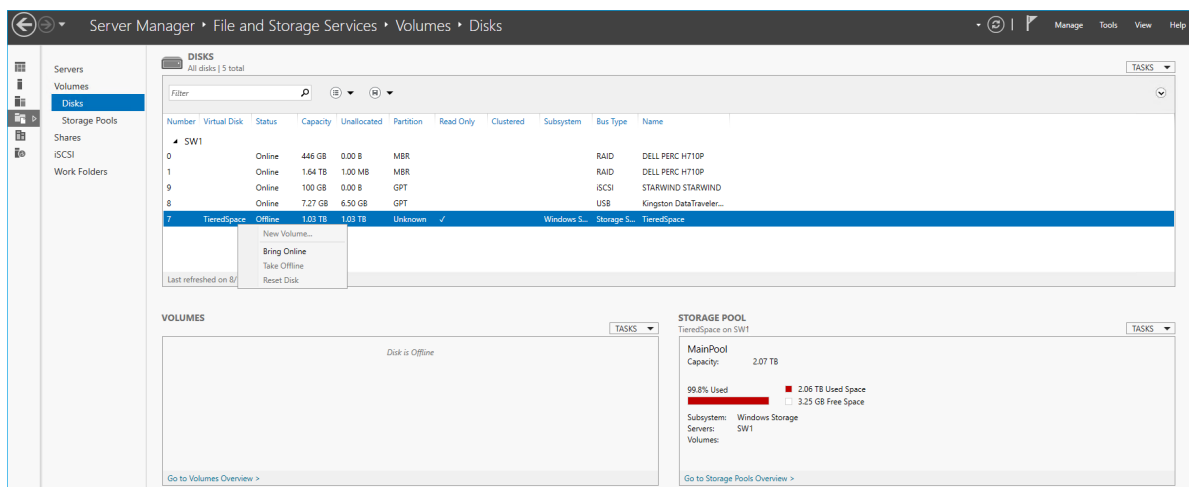 Server Manager ‣ File and Storage Services ‣ Volumes ‣ Disks
Manage Tools View Help
Servers
Volumes
Disks
Storage Pools
Shares
iSCSI
Work Folders
DISKS
All disks | 5 total
TASKS
Filter
Number Virtual Disk Status Capacity Unallocated Partition Read Only Clustered Subsystem Bus Type Name
SW1
0 Online 446 GB 0.00 B MBR RAID DELL PERC H710P
1 Online 1.64 TB 1.00 MB MBR RAID DELL PERC H710P
9 Online 100 GB 0.00 B GPT iSCSI STARWIND STARWIND
8 Online 7.27 GB 6.50 GB GPT USB Kingston DataTraveler...
7 TieredSpace Offline 1.03 TB 1.03 TB Unknown ✓ Windows S... Storage S... TieredSpace
New Volume...
Bring Online
Take Offline
Reset Disk
Last refreshed on 8/
VOLUMES
TASKS
Disk is Offline
Go to Volumes Overview >
STORAGE POOL
TieredSpace on SW1
TASKS
MainPool
Capacity: 2.07 TB
99.8% Used
2.06 TB Used Space
3.25 GB Free Space
Subsystem: Windows Storage
Servers: SW1
Volumes:
Go to Storage Pools Overview >